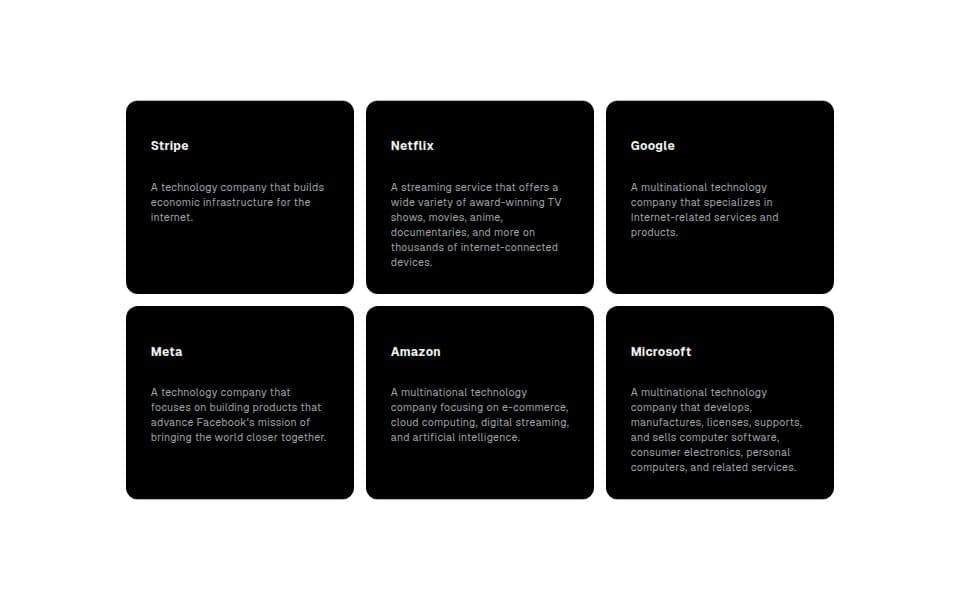 Stripe
A technology company that builds
economic infrastructure for the
internet.
Netflix
A streaming service that offers a
wide variety of award-winning TV
shows, movies, anime,
documentaries, and more on
thousands of internet-connected
devices.
Google
A multinational technology
company that specializes in
Internet-related services and
products.
Meta
A technology company that
focuses on building products that
advance Facebook's mission of
bringing the world closer together.
Amazon
A multinational technology
company focusing on e-commerce,
cloud computing, digital streaming,
and artificial intelligence.
Microsoft
A multinational technology
company that develops,
manufactures, licenses, supports,
and sells computer software,
consumer electronics, personal
computers, and related services.